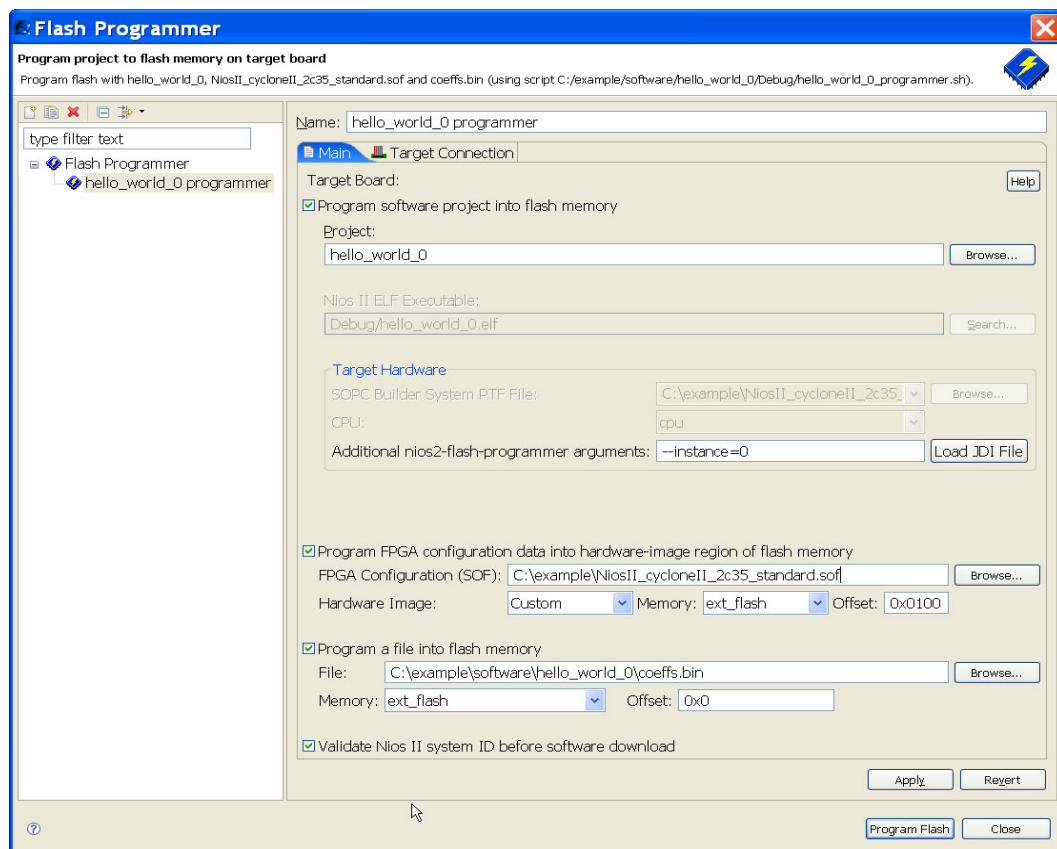 Flash Programmer
Program project to flash memory on target board
Program flash with hello_world_0, NiosII_cycloneII_2c35_standard.sof and coeffs.bin (using script C:/example/software/hello_world_0/Debug/hello_world_0_programmer.sh).
type filter text
Flash Programmer
hello_world_0 programmer
Name: hello_world_0 programmer
Main Target Connection
Target Board: Help
Program software project into flash memory
Project:
hello_world_0 Browse...
Nios II ELF Executable:
Debug/hello_world_0.elf Search...
Target Hardware
SOPC Builder System PTF File: C:\example\NiosII_cycloneII_2c35_ Browse...
CPU: cpu
Additional nios2-flash-programmer arguments: --instance=0 Load JDI File
Program FPGA configuration data into hardware-image region of flash memory
FPGA Configuration (SOF): C:\example\NiosII_cycloneII_2c35_standard.sof Browse...
Hardware Image: Custom Memory: ext_flash Offset: 0x0100
Program a file into flash memory
File: C:\example\software\hello_world_0\coeffs.bin Browse...
Memory: ext_flash Offset: 0x0
Validate Nios II system ID before software download
Apply Revert
? Program Flash Close